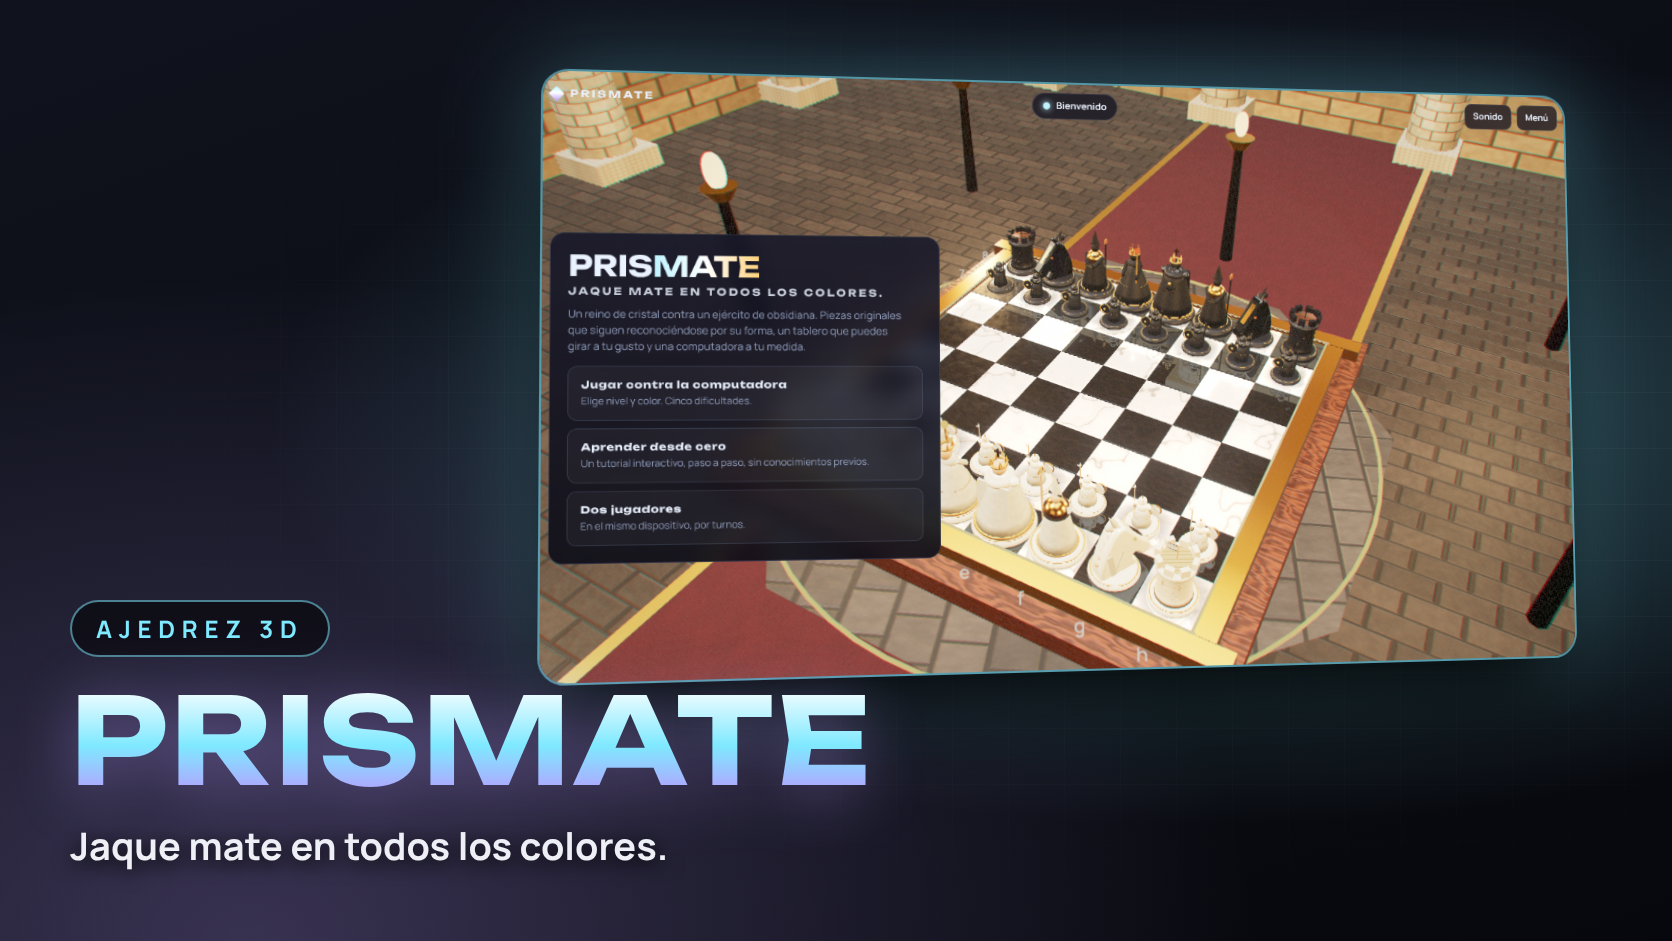 PRISMATE
Bienvenido
Sonido
Menú
PRISMATE
JAQUE MATE EN TODOS LOS COLORES.
Un reino de cristal contra un ejército de obsidiana. Piezas originales
que siguen reconociéndose por su forma, un tablero que puedes
girar a tu gusto y una computadora a tu medida.
Jugar contra la computadora
Elige nivel y color. Cinco dificultades.
Aprender desde cero
Un tutorial interactivo, paso a paso, sin conocimientos previos.
Dos jugadores
En el mismo dispositivo, por turnos.
e
f
g
h
AJEDREZ 3D
PRISMATE
Jaque mate en todos los colores.